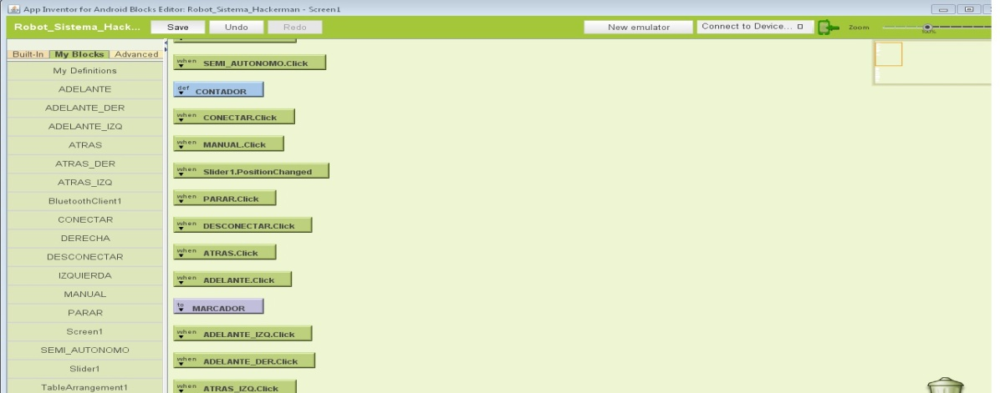 App Inventor for Android Blocks Editor: Robot_Sistema_Hackerman - Screen1
Robot_Sistema_Hack... Save Undo Redo New emulator Connect to Device... Zoom 100%
Built-In My Blocks Advanced
My Definitions
ADELANTE
ADELANTE_DER
ADELANTE_IZQ
ATRAS
ATRAS_DER
ATRAS_IZQ
BluetoothClient1
CONECTAR
DERECHA
DESCONECTAR
IZQUIERDA
MANUAL
PARAR
Screen1
SEMI_AUTONOMO
Slider1
TableArrangement1
when SEMI_AUTONOMO.Click
def CONTADOR
when CONECTAR.Click
when MANUAL.Click
when Slider1.PositionChanged
when PARAR.Click
when DESCONECTAR.Click
when ATRAS.Click
when ADELANTE.Click
to MARCADOR
when ADELANTE_IZQ.Click
when ADELANTE_DER.Click
when ATRAS_IZQ.Click